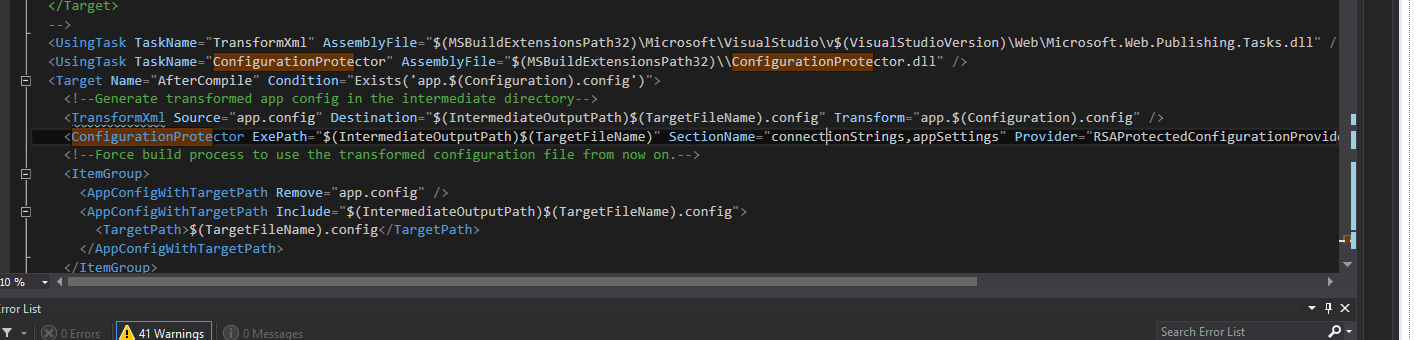 </Target>
-->
<UsingTask TaskName="TransformXml" AssemblyFile="$(MSBuildExtensionsPath32)\Microsoft\VisualStudio\v$(VisualStudioVersion)\Web\Microsoft.Web.Publishing.Tasks.dll" /
<UsingTask TaskName="ConfigurationProtector" AssemblyFile="$(MSBuildExtensionsPath32)\\ConfigurationProtector.dll" />
<Target Name="AfterCompile" Condition="Exists('app.$(Configuration).config')">
<!--Generate transformed app config in the intermediate directory-->
<TransformXml Source="app.config" Destination="$(IntermediateOutputPath)$(TargetFileName).config" Transform="app.$(Configuration).config" />
<ConfigurationProtector ExePath="$(IntermediateOutputPath)$(TargetFileName)" SectionName="connectionStrings,appSettings" Provider="RSAProtectedConfigurationProvide
<!--Force build process to use the transformed configuration file from now on.-->
<ItemGroup>
<AppConfigWithTargetPath Remove="app.config" />
<AppConfigWithTargetPath Include="$(IntermediateOutputPath)$(TargetFileName).config">
<TargetPath>$(TargetFileName).config</TargetPath>
</AppConfigWithTargetPath>
</ItemGroup>
10 %
Error List
0 Errors 41 Warnings 0 Messages Search Error List